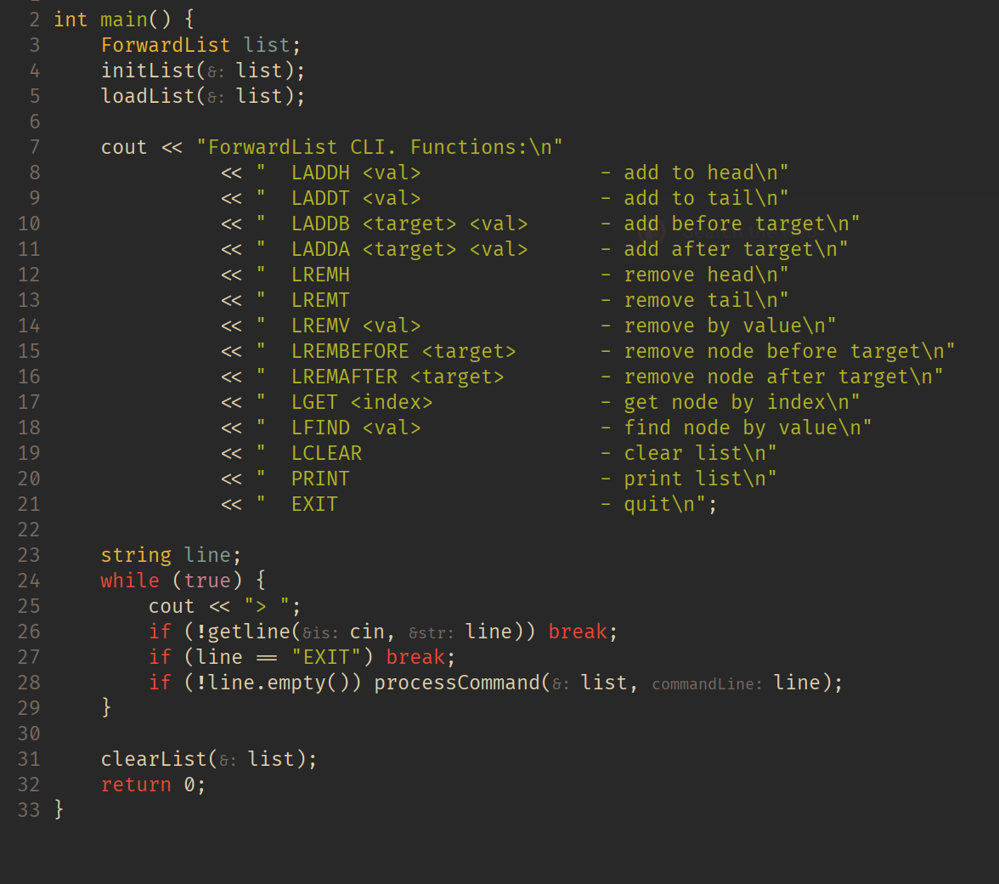 2 int main() {
3     ForwardList list;
4     initList(&: list);
5     loadList(&: list);
6
7     cout << "ForwardList CLI. Functions:\n"
8               << "  LADDH <val>               - add to head\n"
9               << "  LADDT <val>               - add to tail\n"
10               << "  LADDB <target> <val>      - add before target\n"
11               << "  LADDA <target> <val>      - add after target\n"
12               << "  LREMH                     - remove head\n"
13               << "  LREMT                     - remove tail\n"
14               << "  LREMV <val>               - remove by value\n"
15               << "  LREMBEFORE <target>       - remove node before target\n"
16               << "  LREMAFTER <target>        - remove node after target\n"
17               << "  LGET <index>              - get node by index\n"
18               << "  LFIND <val>               - find node by value\n"
19               << "  LCLEAR                    - clear list\n"
20               << "  PRINT                     - print list\n"
21               << "  EXIT                      - quit\n";
22
23     string line;
24     while (true) {
25         cout << "> ";
26         if (!getline(&is: cin, &str: line)) break;
27         if (line == "EXIT") break;
28         if (!line.empty()) processCommand(&: list, commandLine: line);
29     }
30
31     clearList(&: list);
32     return 0;
33 }